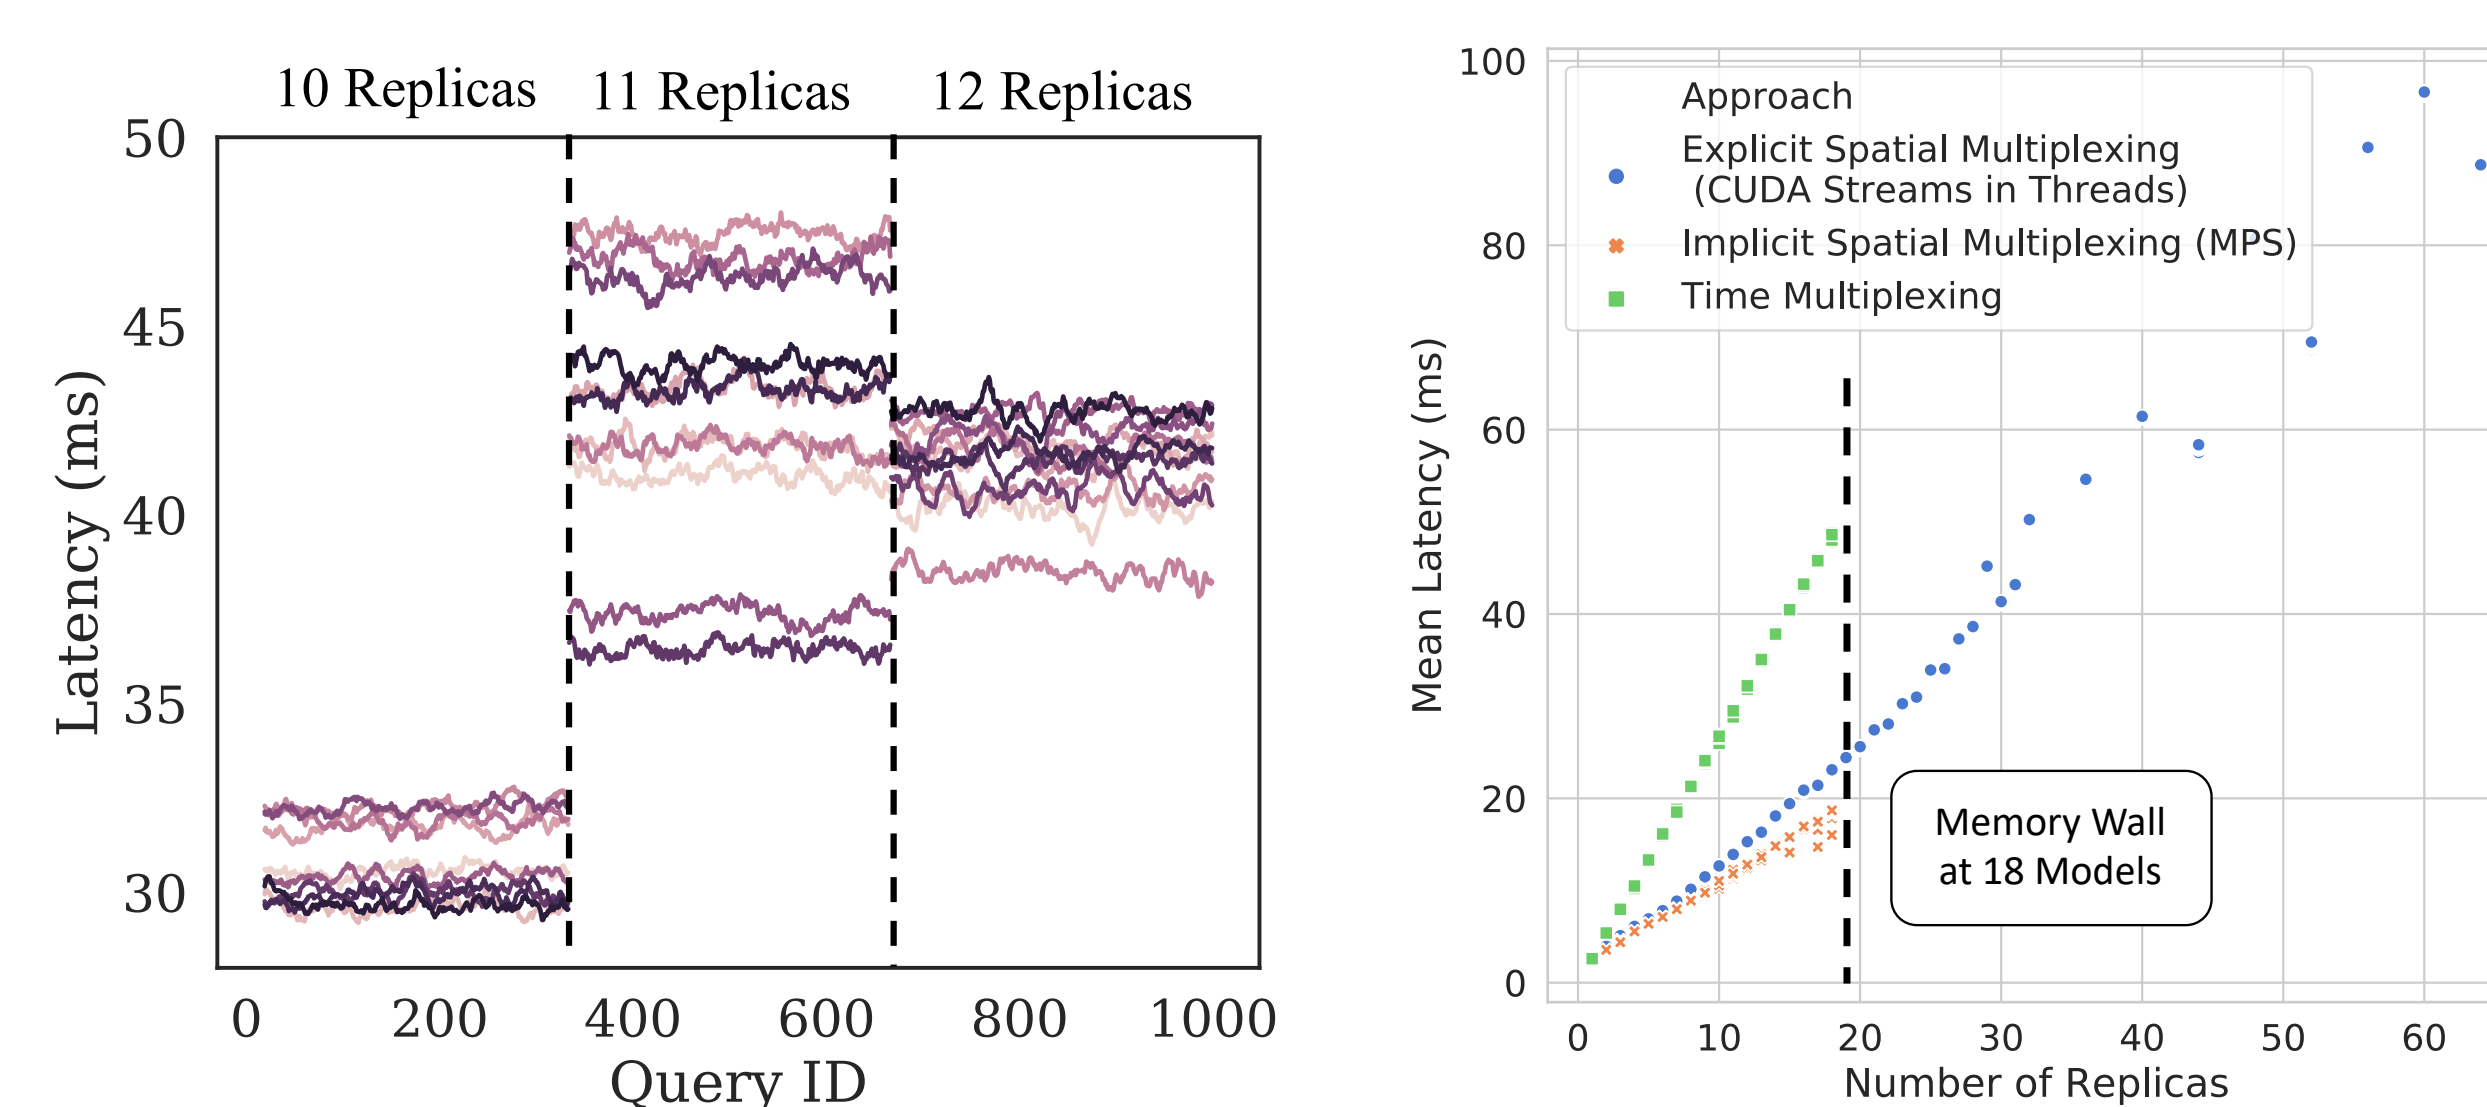 10 Replicas
11 Replicas
12 Replicas
50
45
40
35
30
Latency (ms)
0
200
400
600
800
1000
Query ID
100
80
60
40
20
0
Mean Latency (ms)
Approach
Explicit Spatial Multiplexing
(CUDA Streams in Threads)
Implicit Spatial Multiplexing (MPS)
Time Multiplexing
Memory Wall
at 18 Models
0
10
20
30
40
50
60
Number of Replicas